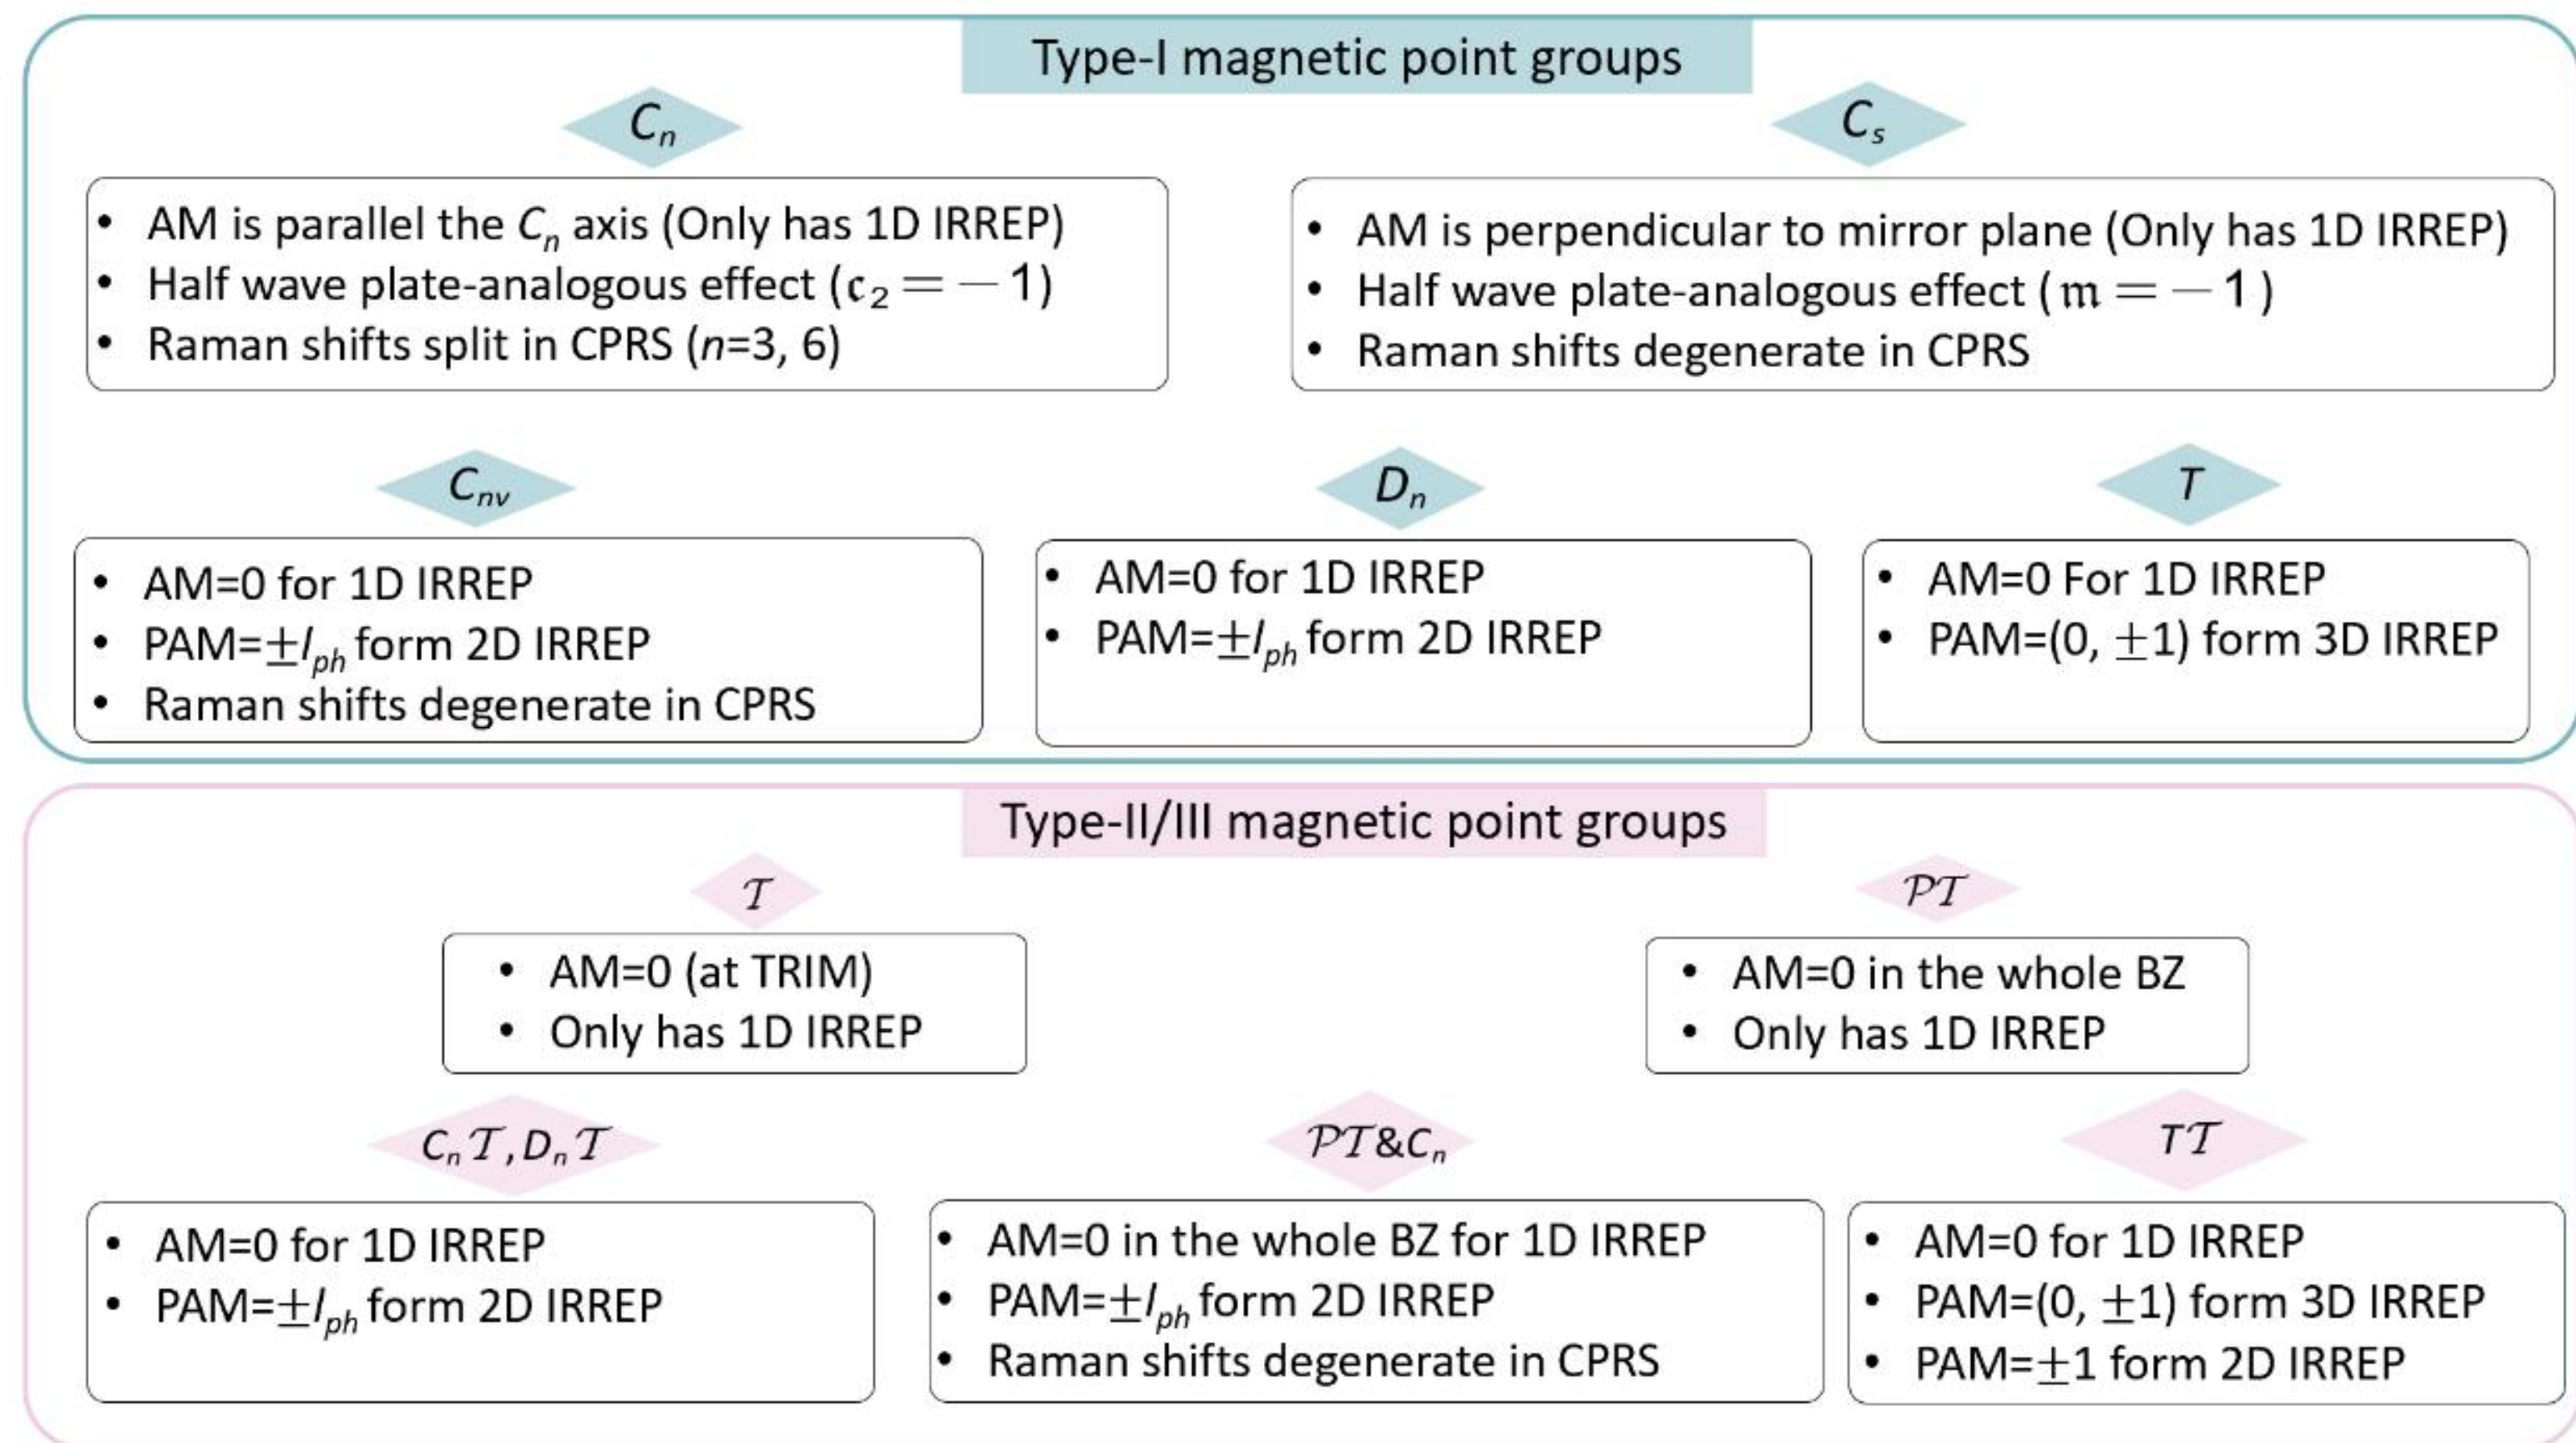 Type-I magnetic point groups
Cₙ
• AM is parallel the Cₙ axis (Only has 1D IRREP)
• Half wave plate-analogous effect (𝔠₂ = − 1)
• Raman shifts split in CPRS (n=3, 6)
Cₛ
• AM is perpendicular to mirror plane (Only has 1D IRREP)
• Half wave plate-analogous effect ( 𝔪 = − 1 )
• Raman shifts degenerate in CPRS
Cₙᵥ
• AM=0 for 1D IRREP
• PAM=±l_ph form 2D IRREP
• Raman shifts degenerate in CPRS
Dₙ
• AM=0 for 1D IRREP
• PAM=±l_ph form 2D IRREP
T
• AM=0 For 1D IRREP
• PAM=(0, ±1) form 3D IRREP
Type-II/III magnetic point groups
𝒯
• AM=0 (at TRIM)
• Only has 1D IRREP
𝒫𝒯
• AM=0 in the whole BZ
• Only has 1D IRREP
Cₙ𝒯, Dₙ𝒯
• AM=0 for 1D IRREP
• PAM=±l_ph form 2D IRREP
𝒫𝒯&Cₙ
• AM=0 in the whole BZ for 1D IRREP
• PAM=±l_ph form 2D IRREP
• Raman shifts degenerate in CPRS
T𝒯
• AM=0 for 1D IRREP
• PAM=(0, ±1) form 3D IRREP
• PAM=±1 form 2D IRREP